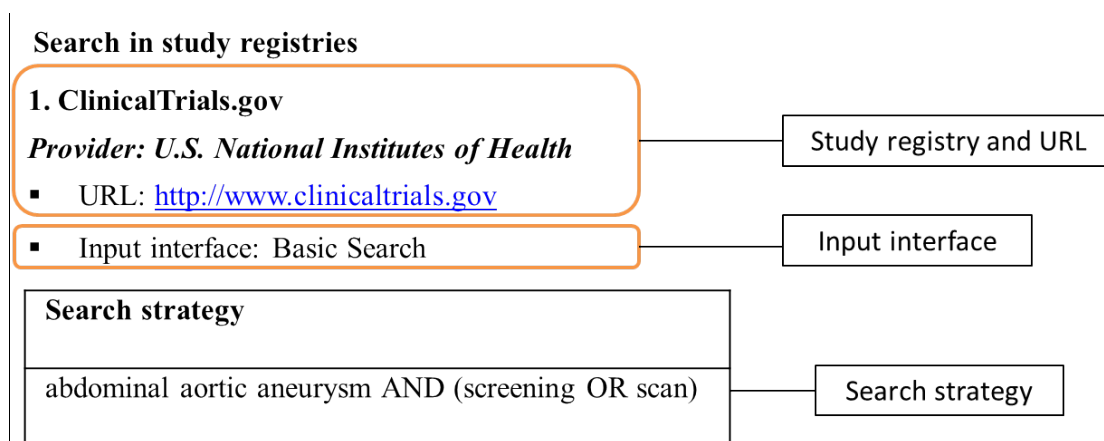 Search in study registries
1. ClinicalTrials.gov
Provider: U.S. National Institutes of Health
Study registry and URL
▪ URL: http://www.clinicaltrials.gov
▪ Input interface: Basic Search
Input interface
Search strategy
abdominal aortic aneurysm AND (screening OR scan)
Search strategy